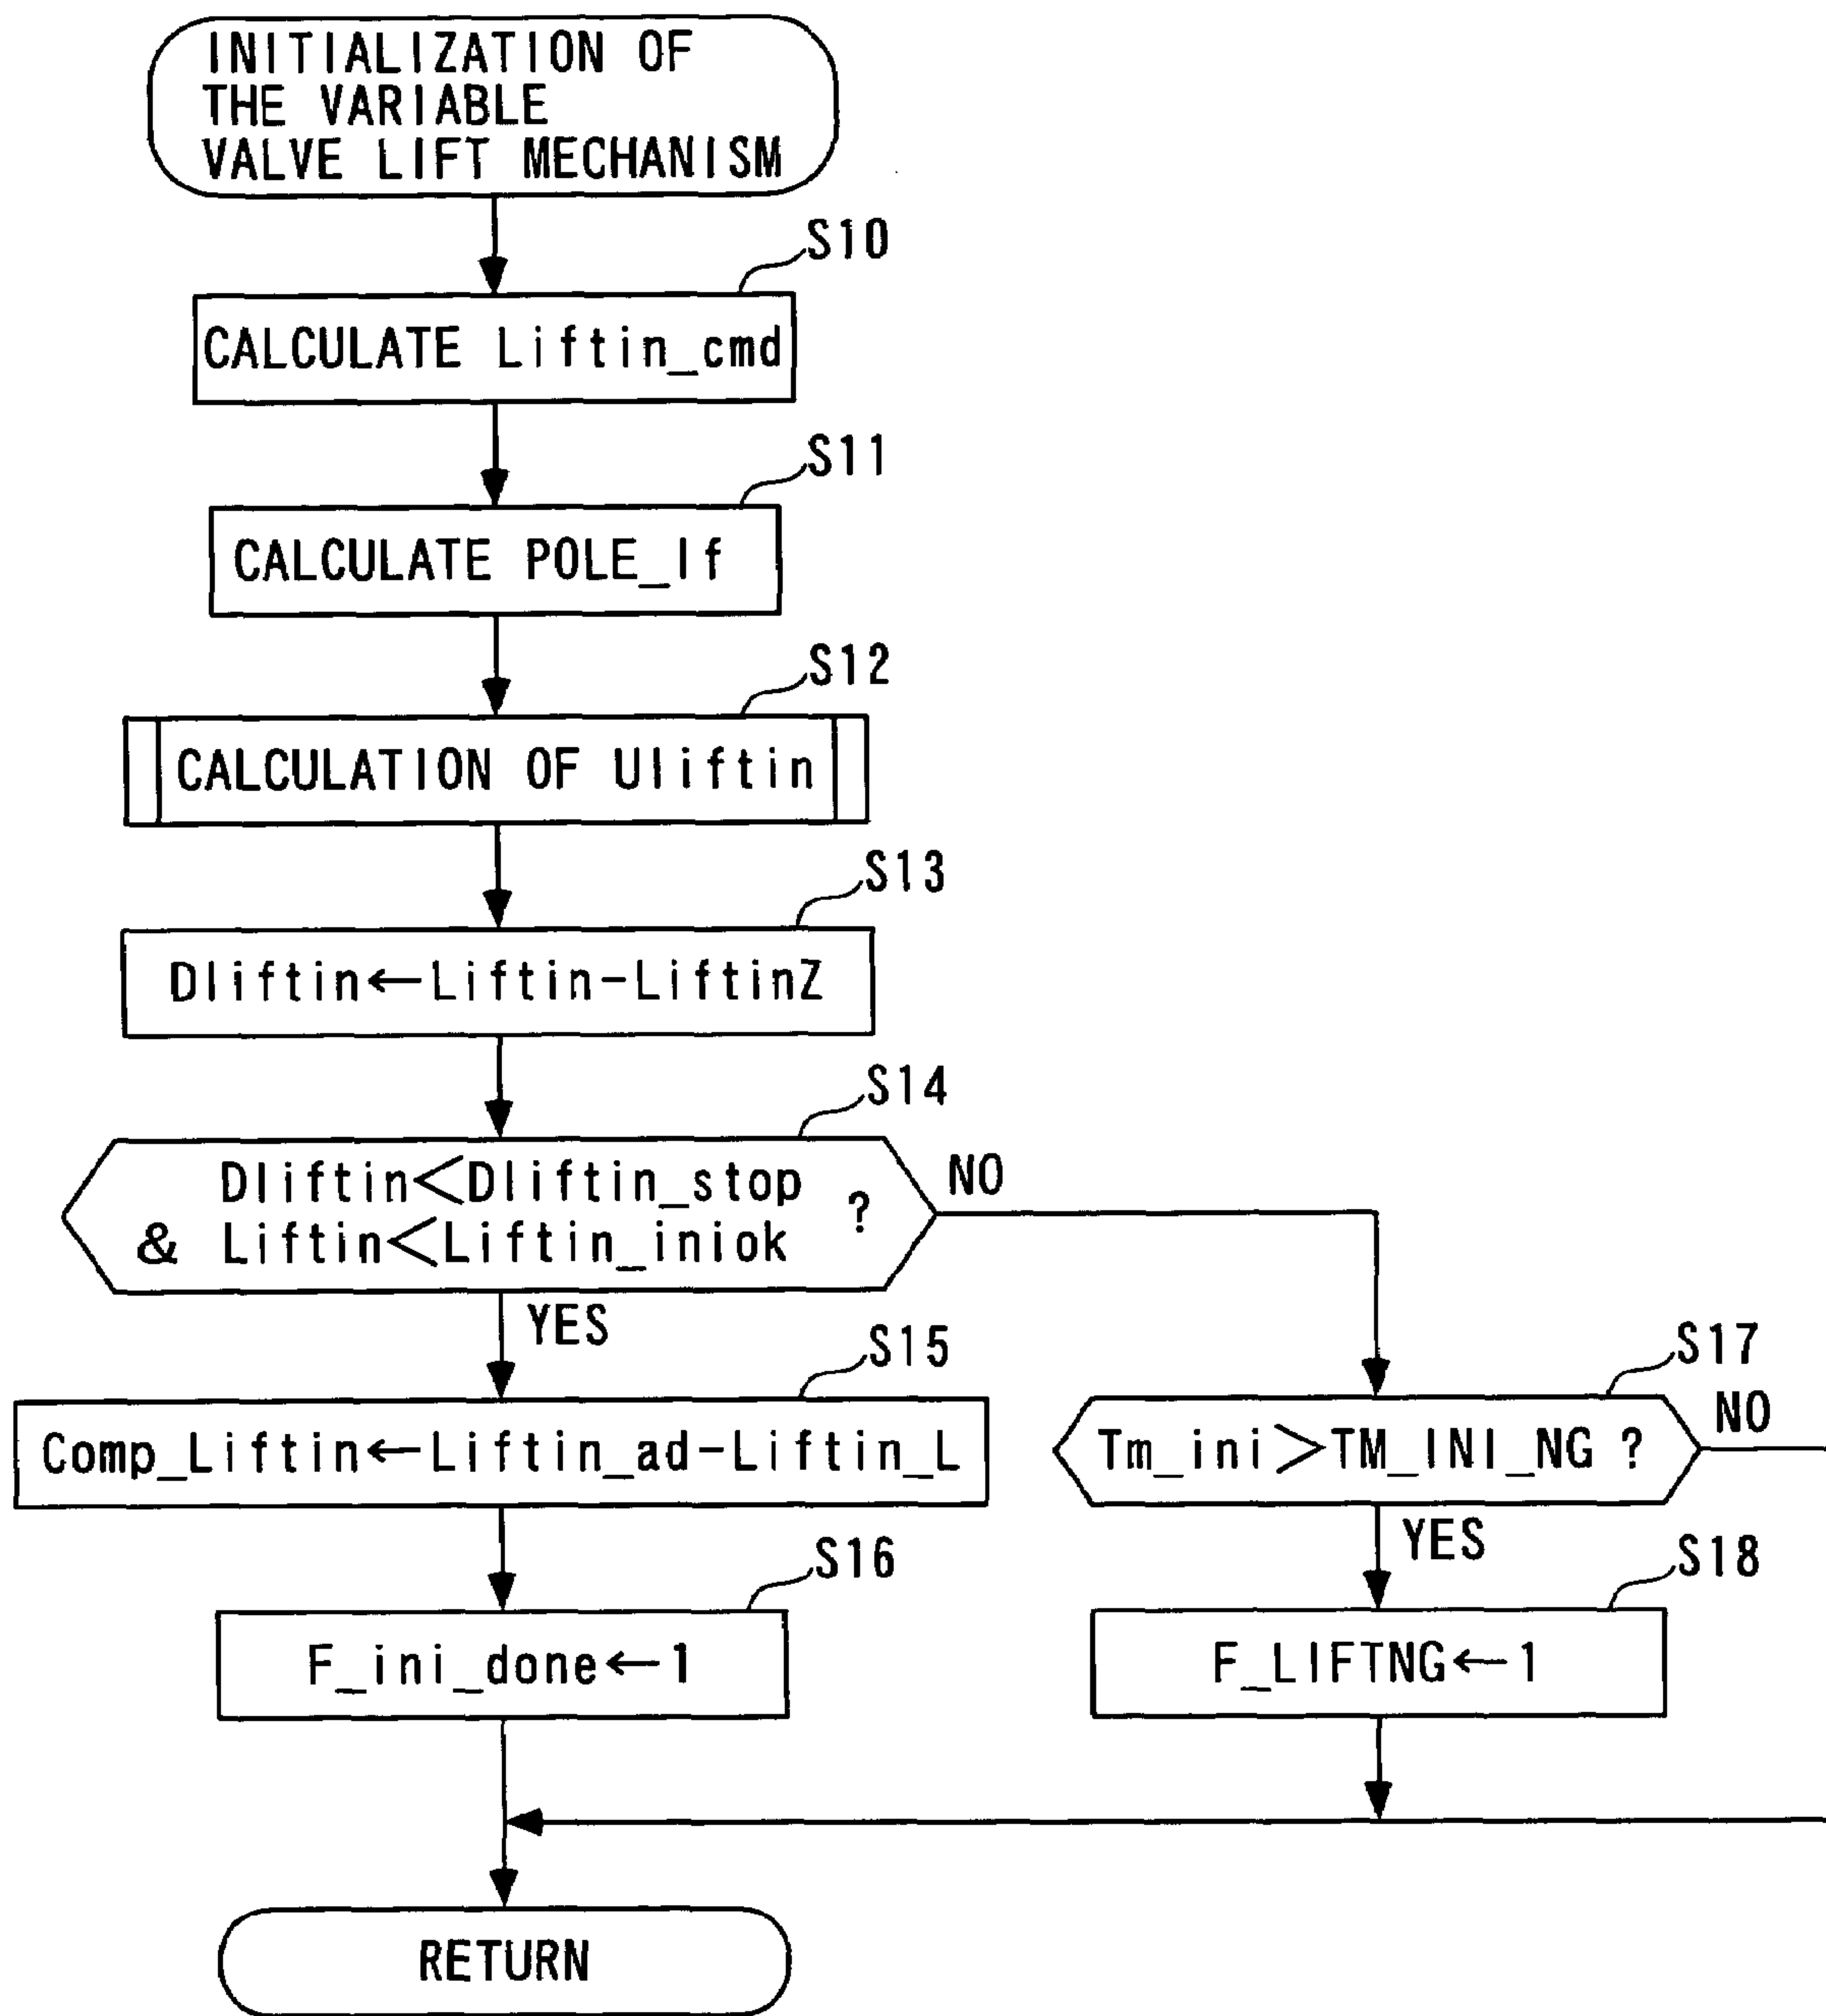 INITIALIZATION OF
THE VARIABLE
VALVE LIFT MECHANISM
S10
CALCULATE Liftin_cmd
S11
CALCULATE POLE_lf
S12
CALCULATION OF Uliftin
S13
Dliftin←Liftin-LiftinZ
S14
Dliftin<Dliftin_stop
& Liftin<Liftin_iniok ?
NO
YES
S15
Comp_Liftin←Liftin_ad-Liftin_L
S17
Tm_ini>TM_INI_NG ?
NO
YES
S16
F_ini_done←1
S18
F_LIFTNG←1
RETURN